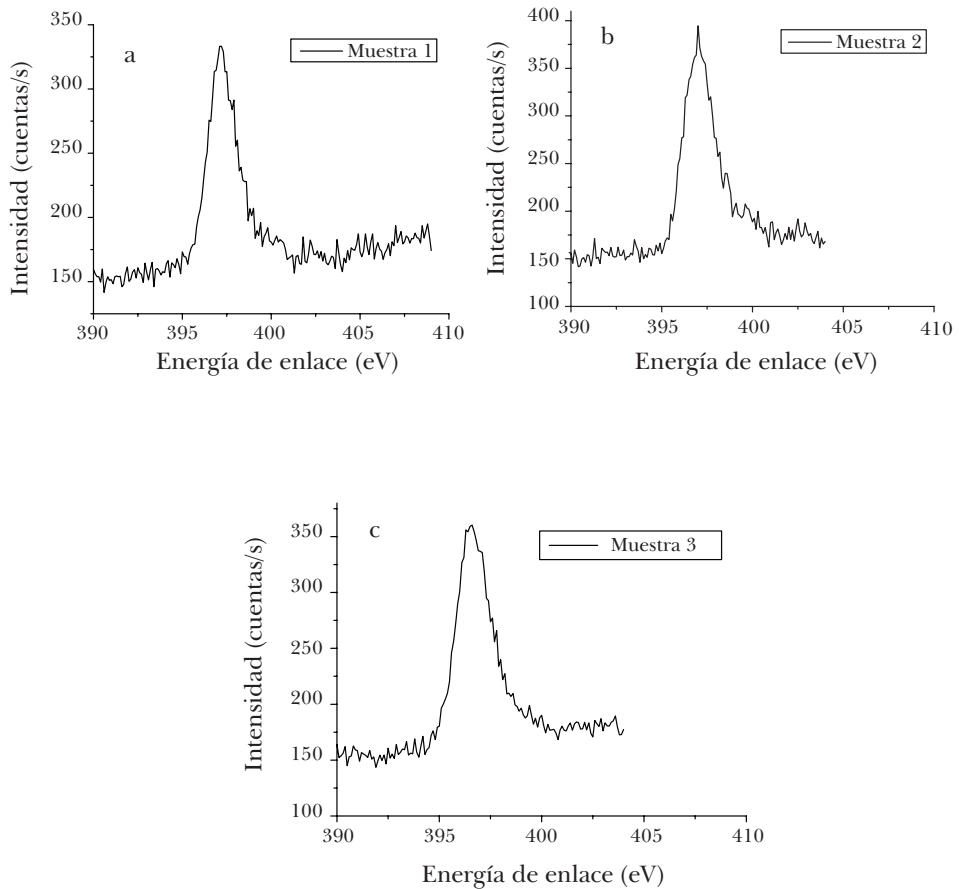 a
Muestra 1
350
300
250
200
150
390 395 400 405 410
Intensidad (cuentas/s)
Energía de enlace (eV)
b
Muestra 2
400
400
350
300
250
200
150
100
390 395 400 405 410
Intensidad (cuentas/s)
Energía de enlace (eV)
c
Muestra 3
350
300
250
200
150
100
390 395 400 405 410
Intensidad (cuentas/s)
Energía de enlace (eV)